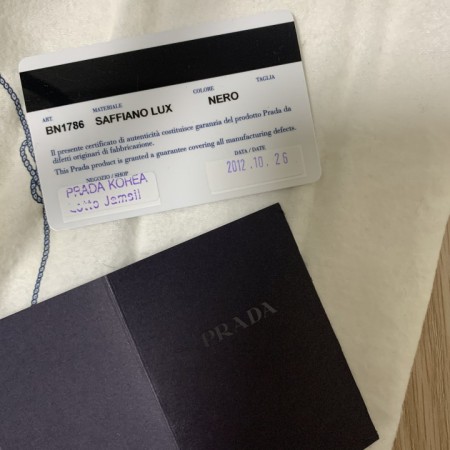 ART MATERIALE COLORE TAGLIA
BN1786 SAFFIANO LUX NERO
Il presente certificato di autenticità costituisce garanzia del prodotto Prada da
difetti originari di fabbricazione.
This Prada product is granted a guarantee covering all manufacturing defects.
NEGOZIO / SHOP DATA / DATE
PRADA KOREA 2012.10.26
Lotte Jamsil
PRADA